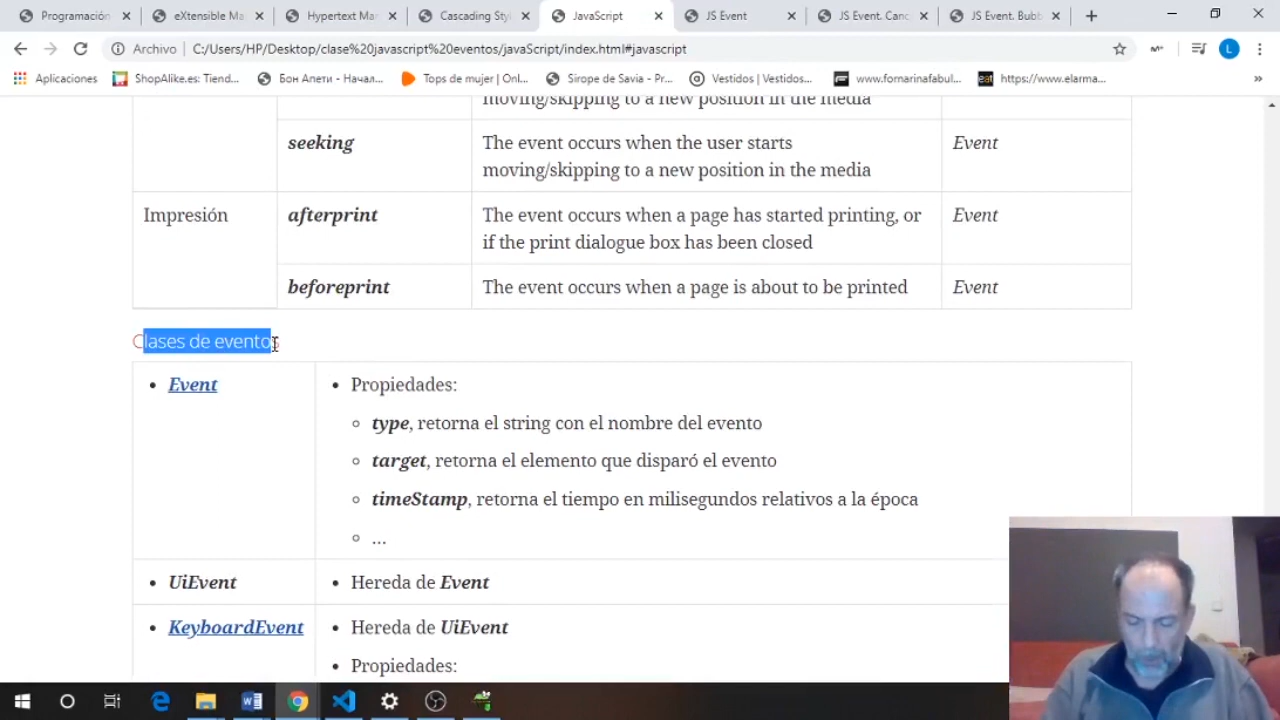 Programación
eXtensible Ma
Hypertext Mar
Cascading Styl
JavaScript
JS Event
JS Event. Canc
JS Event. Bubb
Archivo
C:/Users/HP/Desktop/clase%20javascript%20eventos/javaScript/index.html#javascript
L
Aplicaciones
ShopAlike.es: Tiend...
Бон Апети - Начал...
Tops de mujer | Onl...
Sirope de Savia - Pr...
Vestidos | Vestidos...
www.fornarinafabul...
https://www.elarma...
moving/skipping to a new position in the media
seeking
The event occurs when the user starts
moving/skipping to a new position in the media
Event
Impresión
afterprint
The event occurs when a page has started printing, or
if the print dialogue box has been closed
Event
beforeprint
The event occurs when a page is about to be printed
Event
Clases de eventos
Event
Propiedades:
type, retorna el string con el nombre del evento
target, retorna el elemento que disparó el evento
timeStamp, retorna el tiempo en milisegundos relativos a la época
...
UiEvent
Hereda de Event
KeyboardEvent
Hereda de UiEvent
Propiedades: